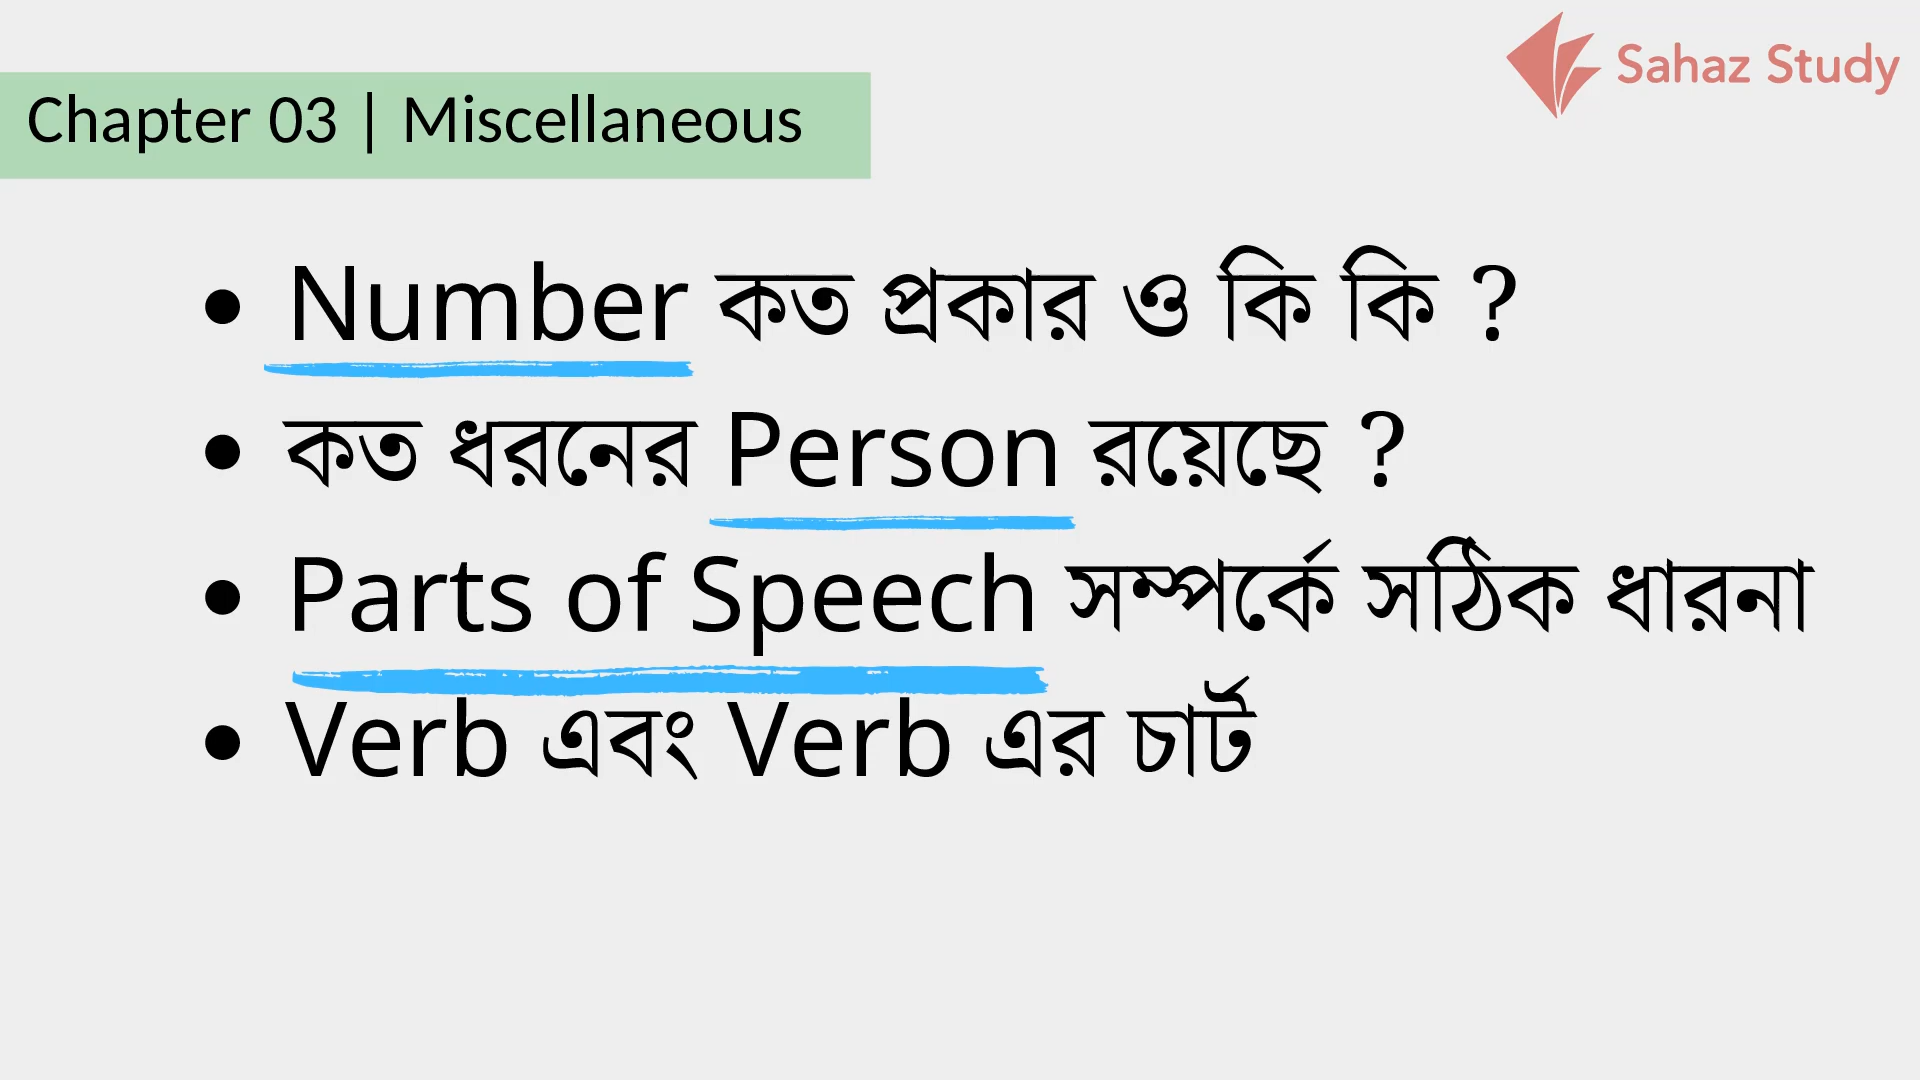 Sahaz Study
Chapter 03 | Miscellaneous
• Number কত প্রকার ও কি কি ?
• কত ধরনের Person রয়েছে ?
• Parts of Speech সম্পর্কে সঠিক ধারনা
• Verb এবং Verb এর চার্ট